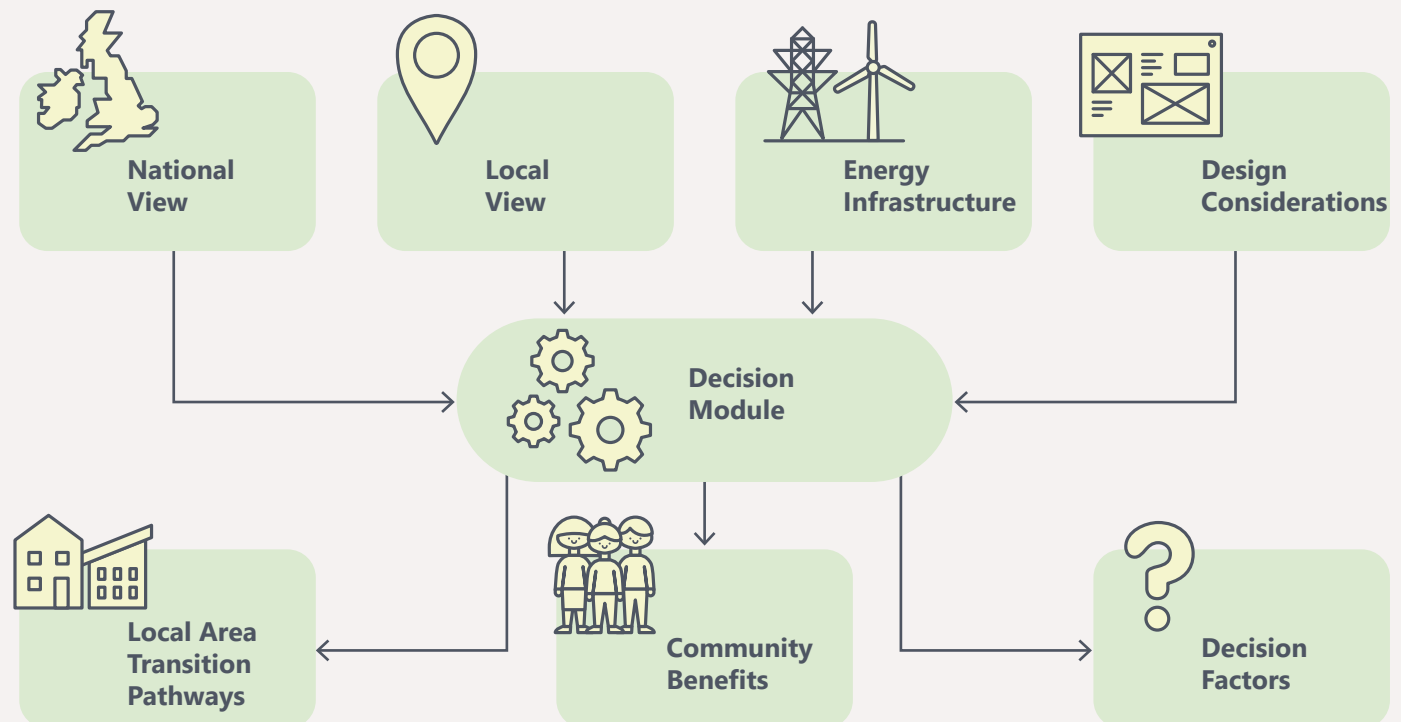 National
View
Local
View
Energy
Infrastructure
Design
Considerations
Decision
Module
Local Area
Transition
Pathways
Community
Benefits
Decision
Factors